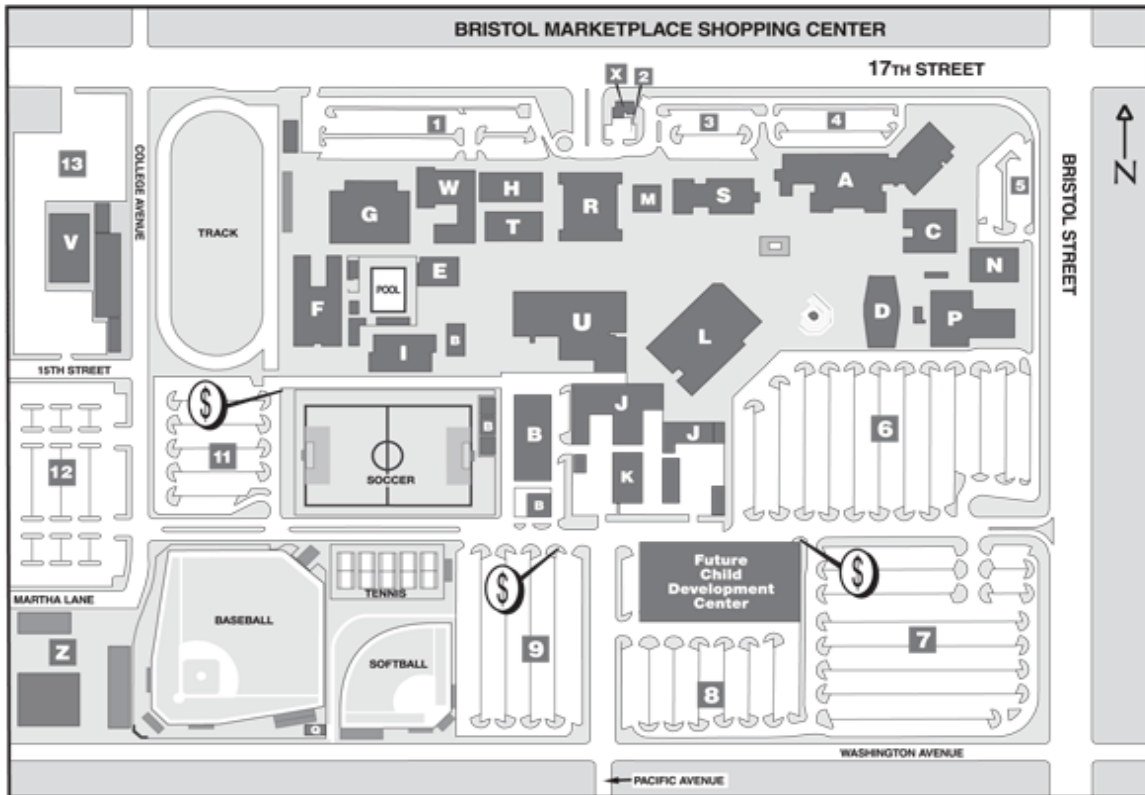 BRISTOL MARKETPLACE SHOPPING CENTER
17TH STREET
X
2
1
3
4
N
13
COLLEGE AVENUE
BRISTOL STREET
5
W
H
A
G
R
M
S
T
V
TRACK
C
E
N
POOL
F
U
D
P
L
I
B
15TH STREET
$
J
B
B
J
6
11
12
SOCCER
K
B
Future
Child
Development
Center
$
$
TENNIS
MARTHA LANE
BASEBALL
Z
9
7
SOFTBALL
8
Q
WASHINGTON AVENUE
PACIFIC AVENUE